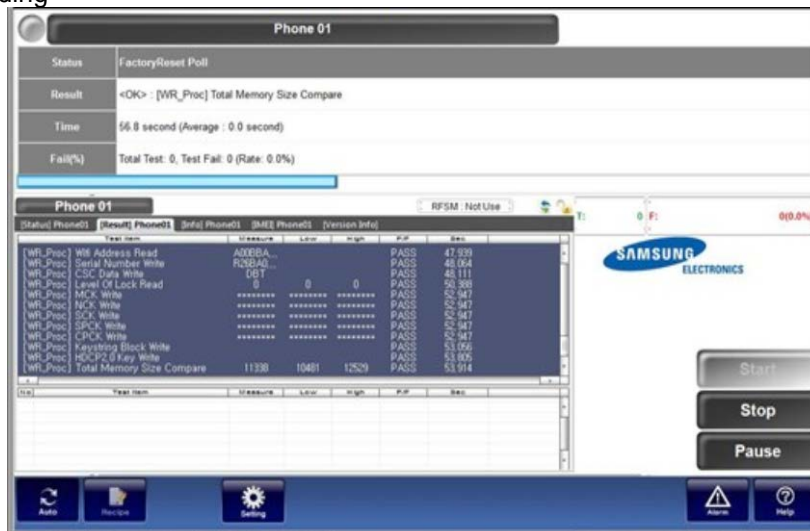 ding
Phone 01
Status FactoryReset Poll
Result <OK> : [WR_Proc] Total Memory Size Compare
Time 56.8 second (Average : 0.0 second)
Fail(%) Total Test: 0, Test Fail: 0 (Rate: 0.0%)
Phone 01 RFSM : Not Use T: 0 F: 0(0.0%
[Status] Phone01 [Result] Phone01 [Info] Phone01 [IMEI] Phone01 [Version Info]
Test Item Measure Low High P/F Sec
[WR_Proc] Wifi Address Read A00BBA... PASS 47,939
[WR_Proc] Serial Number Write R26BA0... PASS 48,064
[WR_Proc] CSC Data Write DBT PASS 48,111
[WR_Proc] Level Of Lock Read 0 0 0 PASS 50,388
[WR_Proc] MCK Write ******** ******** ******** PASS 52,947
[WR_Proc] NCK Write ******** ******** ******** PASS 52,947
[WR_Proc] SCK Write ******** ******** ******** PASS 52,947
[WR_Proc] SPCK Write ******** ******** ******** PASS 52,947
[WR_Proc] CPCK Write ******** ******** ******** PASS 52,947
[WR_Proc] Keystring Block Write PASS 53,056
[WR_Proc] HDCP2.0 Key Write PASS 53,805
[WR_Proc] Total Memory Size Compare 11338 10481 12529 PASS 53,914
SAMSUNG
ELECTRONICS
No Test Item Measure Low High P/F Sec
Start
Stop
Pause
Auto Recipe Setting Alarm Help